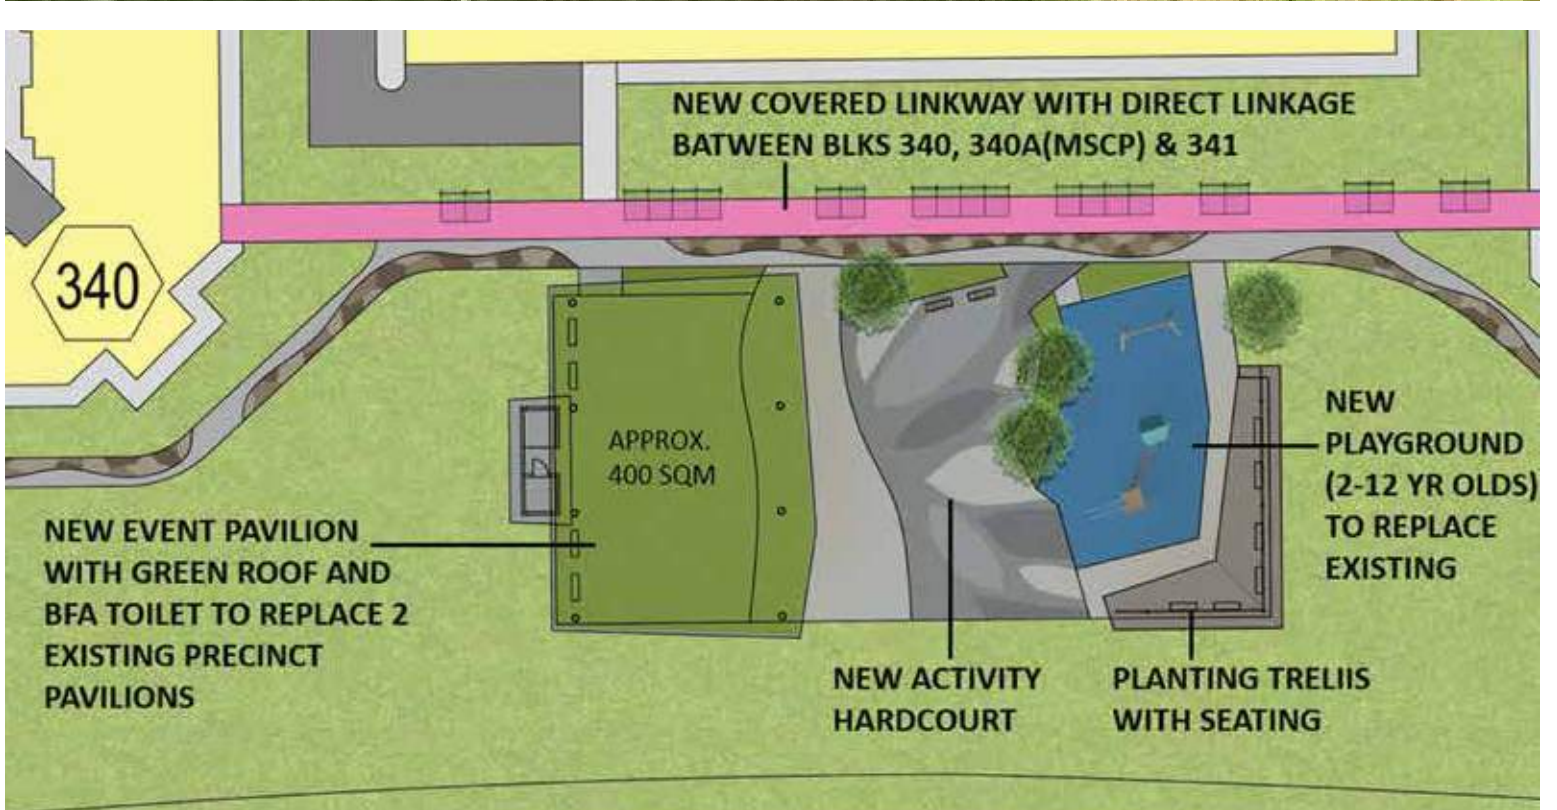 NEW COVERED LINKWAY WITH DIRECT LINKAGE
BATWEEN BLKS 340, 340A(MSCP) & 341
340
APPROX.
400 SQM
NEW
PLAYGROUND
(2-12 YR OLDS)
TO REPLACE
EXISTING
NEW EVENT PAVILION
WITH GREEN ROOF AND
BFA TOILET TO REPLACE 2
EXISTING PRECINCT
PAVILIONS
NEW ACTIVITY
HARDCOURT
PLANTING TRELIIS
WITH SEATING